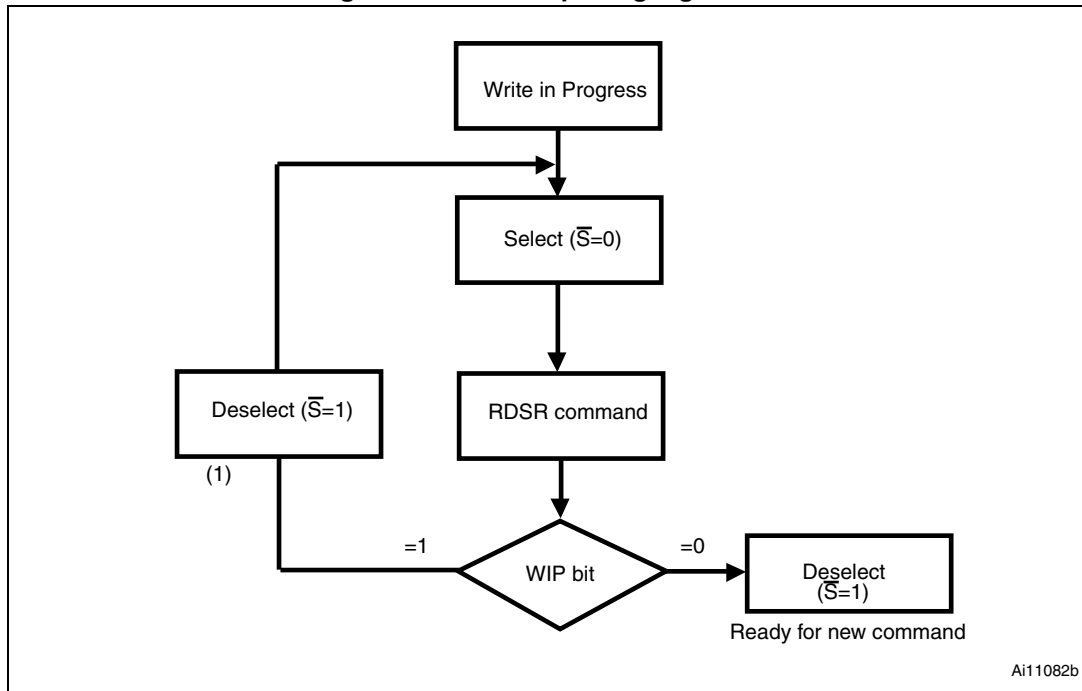 Write in Progress
Select (S̅=0)
RDSR command
Deselect (S̅=1)
(1)
=1
WIP bit
=0
Deselect
(S̅=1)
Ready for new command
Ai11082b